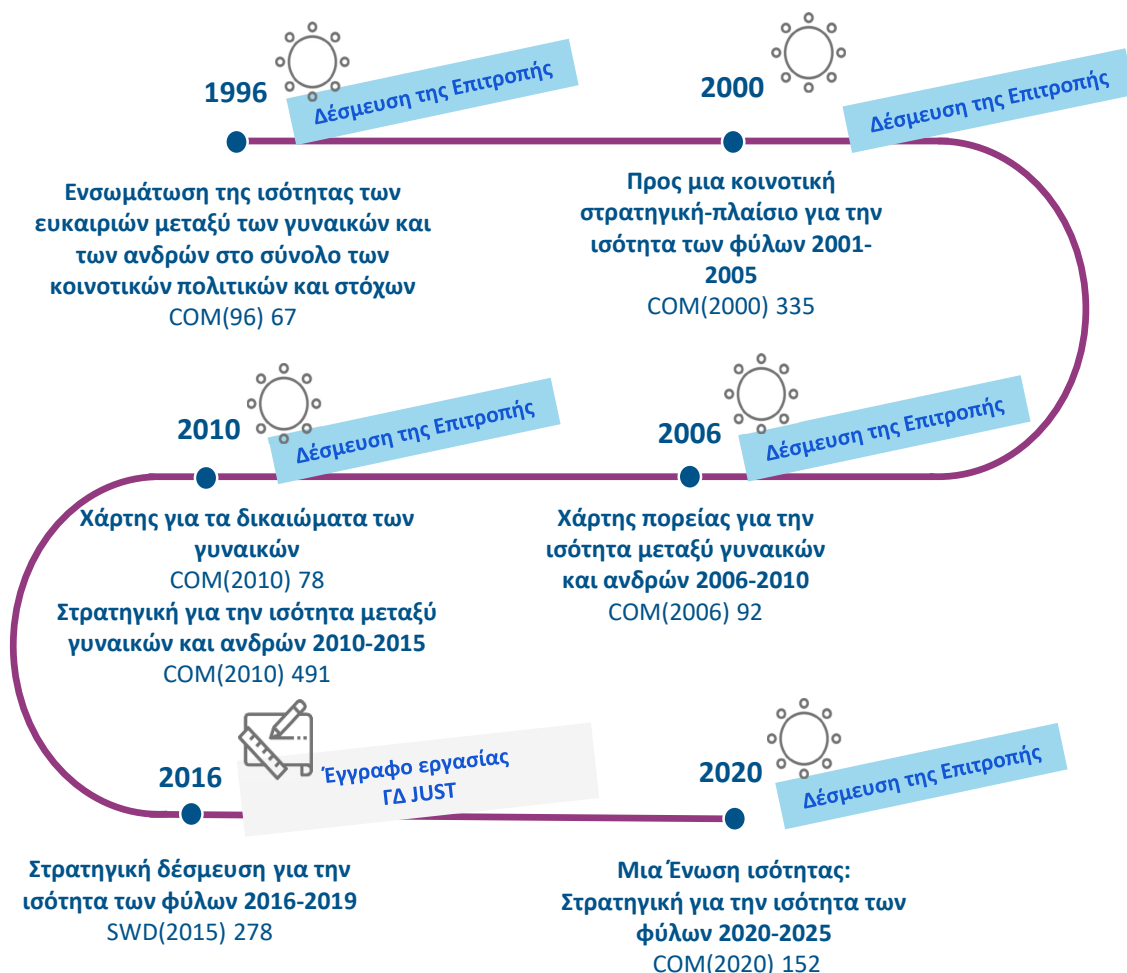 1996
Δέσμευση της Επιτροπής
Ενσωμάτωση της ισότητας των
ευκαιριών μεταξύ των γυναικών και
των ανδρών στο σύνολο των
κοινοτικών πολιτικών και στόχων
COM(96) 67
2000
Δέσμευση της Επιτροπής
Προς μια κοινοτική
στρατηγική-πλαίσιο για την
ισότητα των φύλων 2001-
2005
COM(2000) 335
2006
Δέσμευση της Επιτροπής
Χάρτης πορείας για την
ισότητα μεταξύ γυναικών
και ανδρών 2006-2010
COM(2006) 92
2010
Δέσμευση της Επιτροπής
Χάρτης για τα δικαιώματα των
γυναικών
COM(2010) 78
Στρατηγική για την ισότητα μεταξύ
γυναικών και ανδρών 2010-2015
COM(2010) 491
2016
Έγγραφο εργασίας
ΓΔ JUST
Στρατηγική δέσμευση για την
ισότητα των φύλων 2016-2019
SWD(2015) 278
2020
Δέσμευση της Επιτροπής
Μια Ένωση ισότητας:
Στρατηγική για την ισότητα των
φύλων 2020-2025
COM(2020) 152